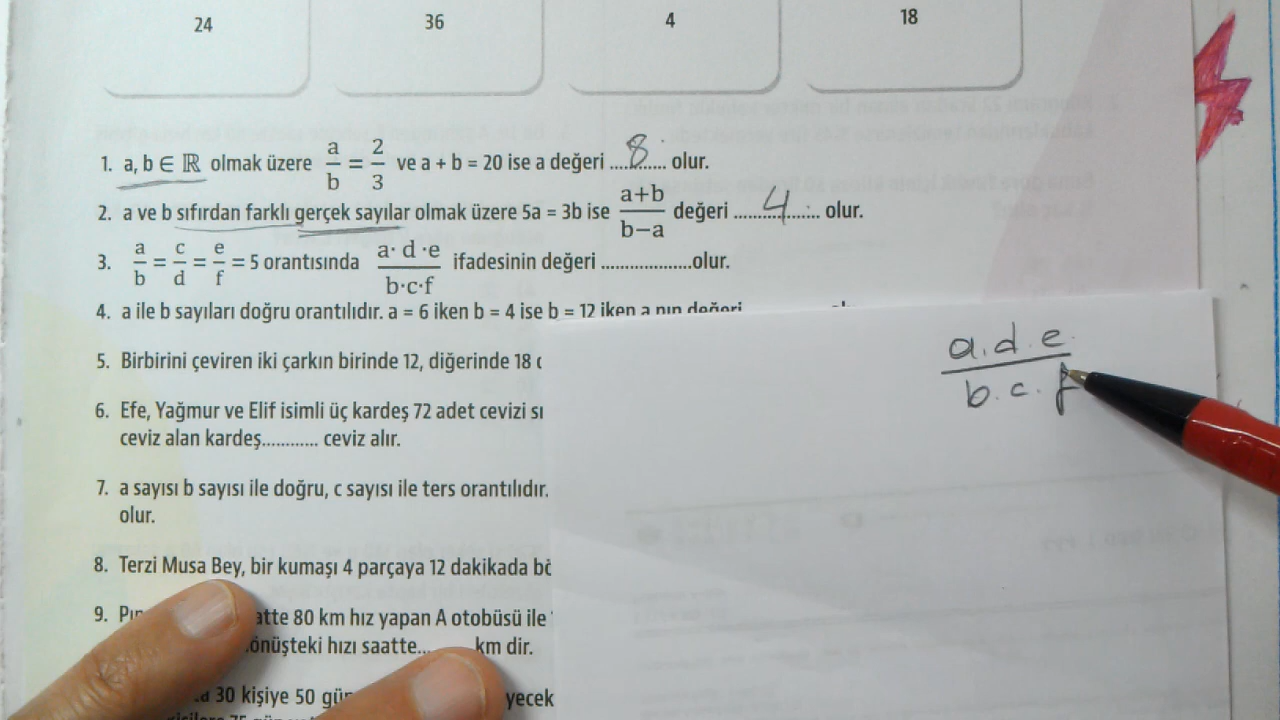 24 36 4 18
1. a, b ∈ ℝ olmak üzere a/b = 2/3 ve a + b = 20 ise a değeri ....8.... olur.
2. a ve b sıfırdan farklı gerçek sayılar olmak üzere 5a = 3b ise a+b/b−a değeri ....4.... olur.
3. a/b = c/d = e/f = 5 orantısında a· d ·e/b·c·f ifadesinin değeri ..................olur.
4. a ile b sayıları doğru orantılıdır. a = 6 iken b = 4 ise b = 12 iken a nın değeri
a.d.e
b.c.f
5. Birbirini çeviren iki çarkın birinde 12, diğerinde 18
6. Efe, Yağmur ve Elif isimli üç kardeş 72 adet cevizi
ceviz alan kardeş............ ceviz alır.
7. a sayısı b sayısı ile doğru, c sayısı ile ters orantılıdır.
olur.
8. Terzi Musa Bey, bir kumaşı 4 parçaya 12 dakikada
9. 80 km hız yapan A otobüsü ile
hızı saatte... km dir.
30 kişiye 50